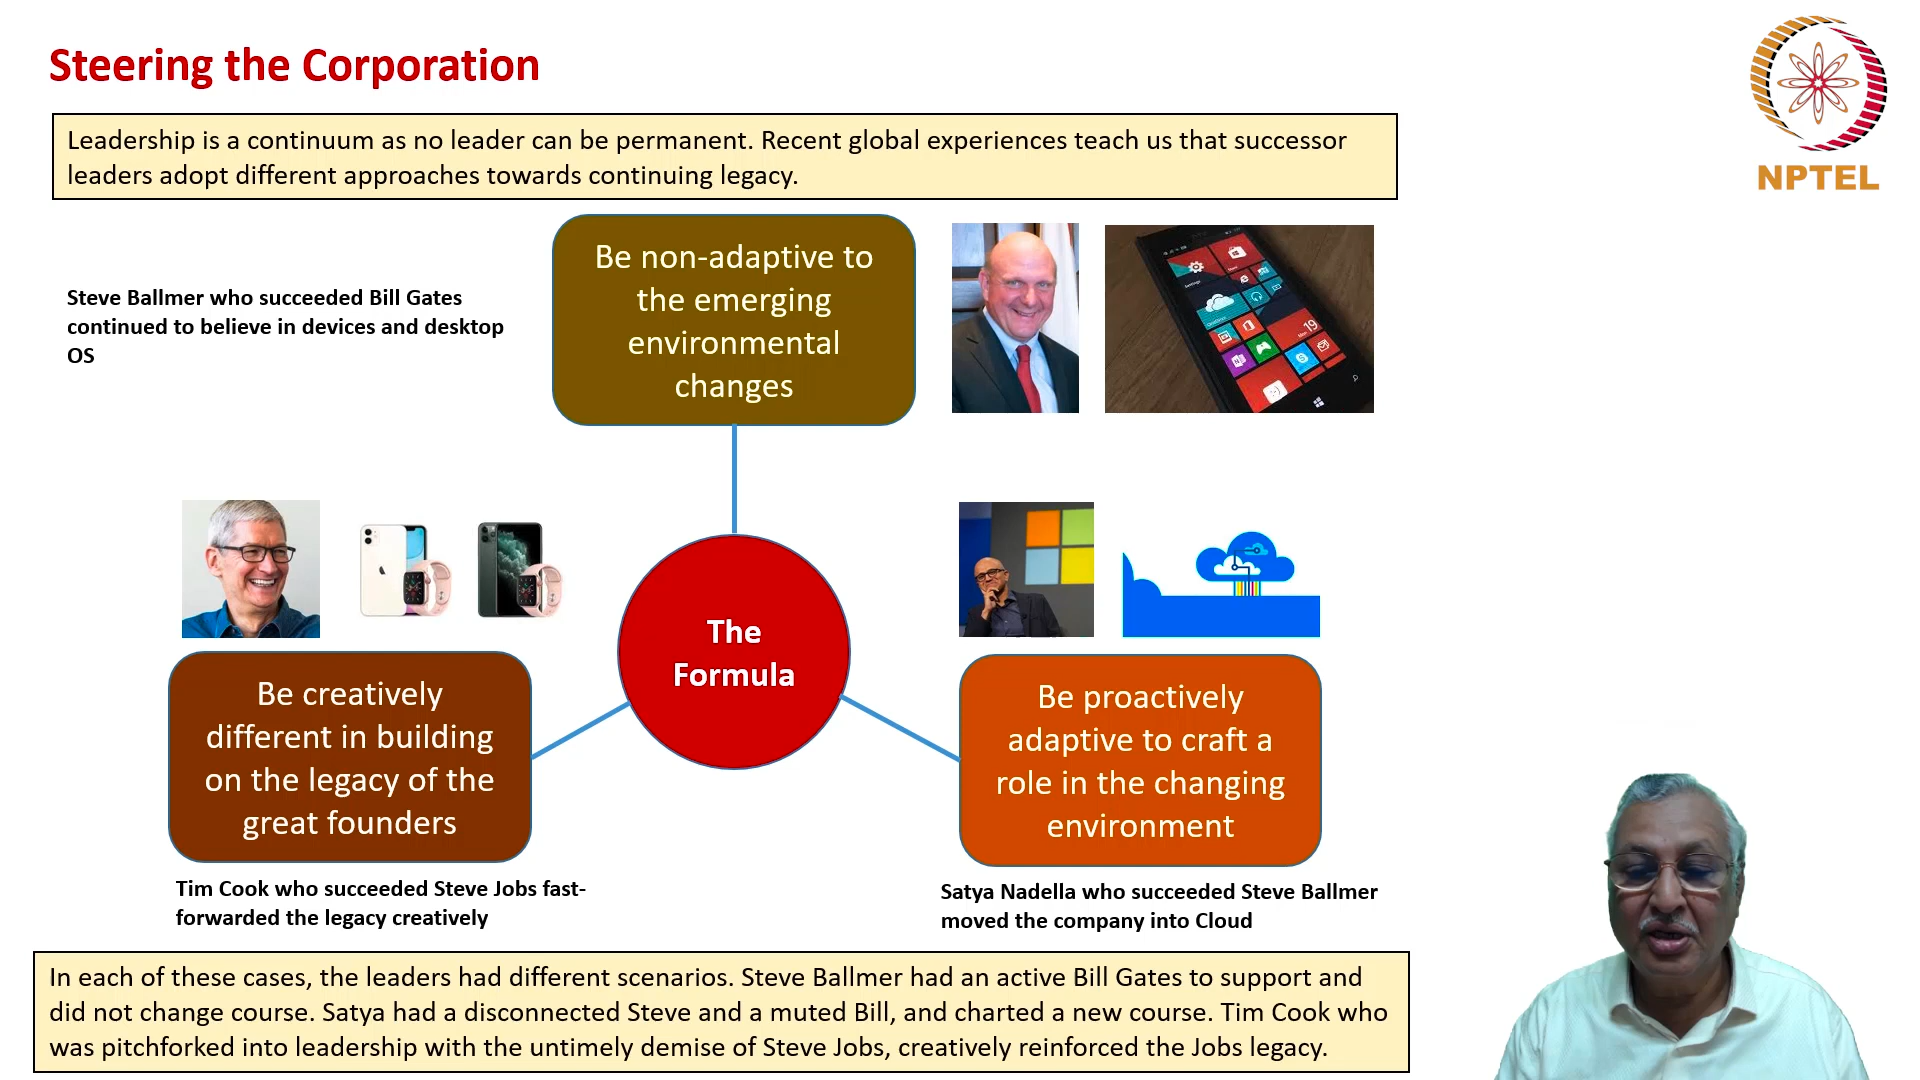 Steering the Corporation
NPTEL
Leadership is a continuum as no leader can be permanent. Recent global experiences teach us that successor
leaders adopt different approaches towards continuing legacy.
Steve Ballmer who succeeded Bill Gates
continued to believe in devices and desktop
OS
Be non-adaptive to
the emerging
environmental
changes
19
The
Formula
Be creatively
different in building
on the legacy of the
great founders
Be proactively
adaptive to craft a
role in the changing
environment
Tim Cook who succeeded Steve Jobs fast-
forwarded the legacy creatively
Satya Nadella who succeeded Steve Ballmer
moved the company into Cloud
In each of these cases, the leaders had different scenarios. Steve Ballmer had an active Bill Gates to support and
did not change course. Satya had a disconnected Steve and a muted Bill, and charted a new course. Tim Cook who
was pitchforked into leadership with the untimely demise of Steve Jobs, creatively reinforced the Jobs legacy.